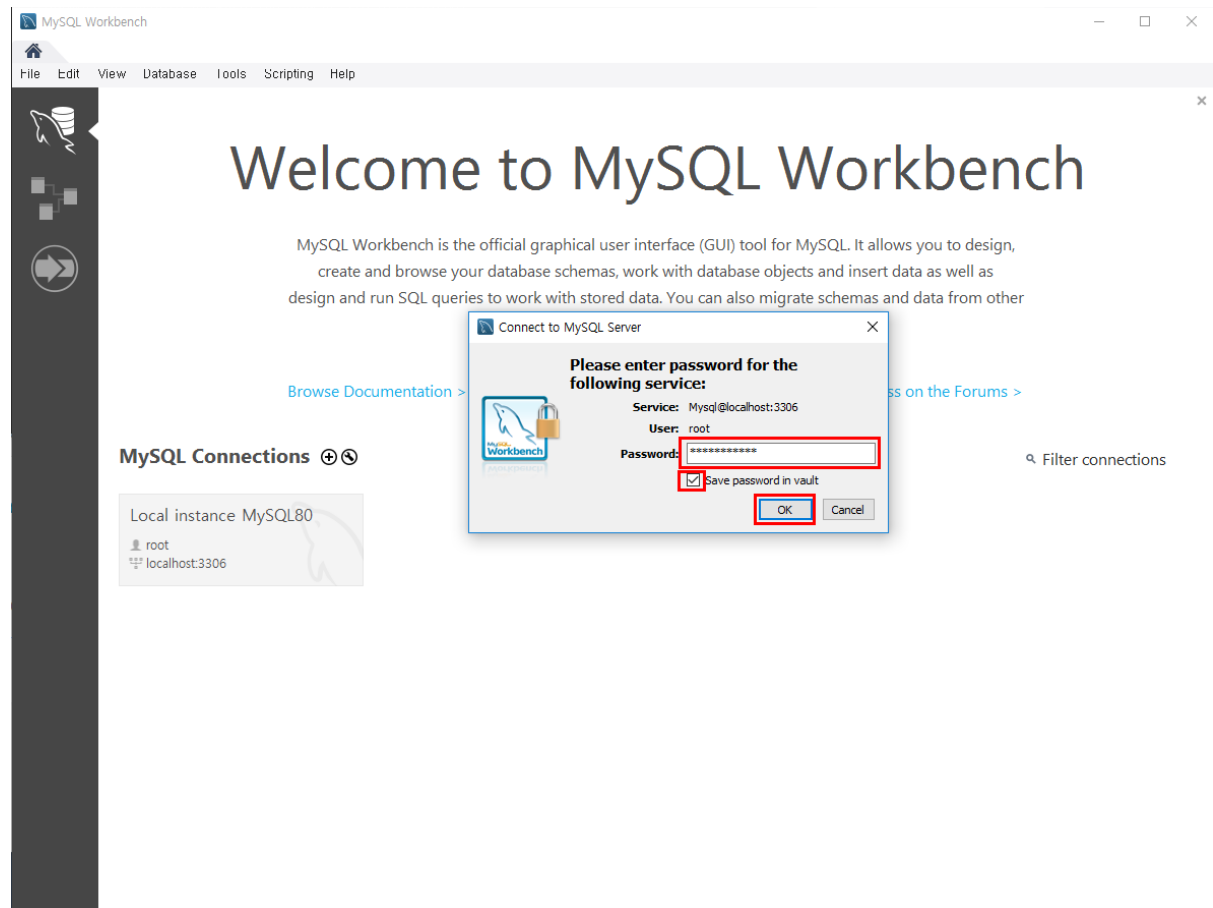 MySQL Workbench
File Edit View Database Tools Scripting Help
Welcome to MySQL Workbench
MySQL Workbench is the official graphical user interface (GUI) tool for MySQL. It allows you to design,
create and browse your database schemas, work with database objects and insert data as well as
design and run SQL queries to work with stored data. You can also migrate schemas and data from other
Connect to MySQL Server
Please enter password for the
following service:
Service: Mysql@localhost:3306
User: root
Password: ***********
Save password in vault
OK Cancel
MySQL
Workbench
Browse Documentation >
ss on the Forums >
MySQL Connections
Filter connections
Local instance MySQL80
root
localhost:3306